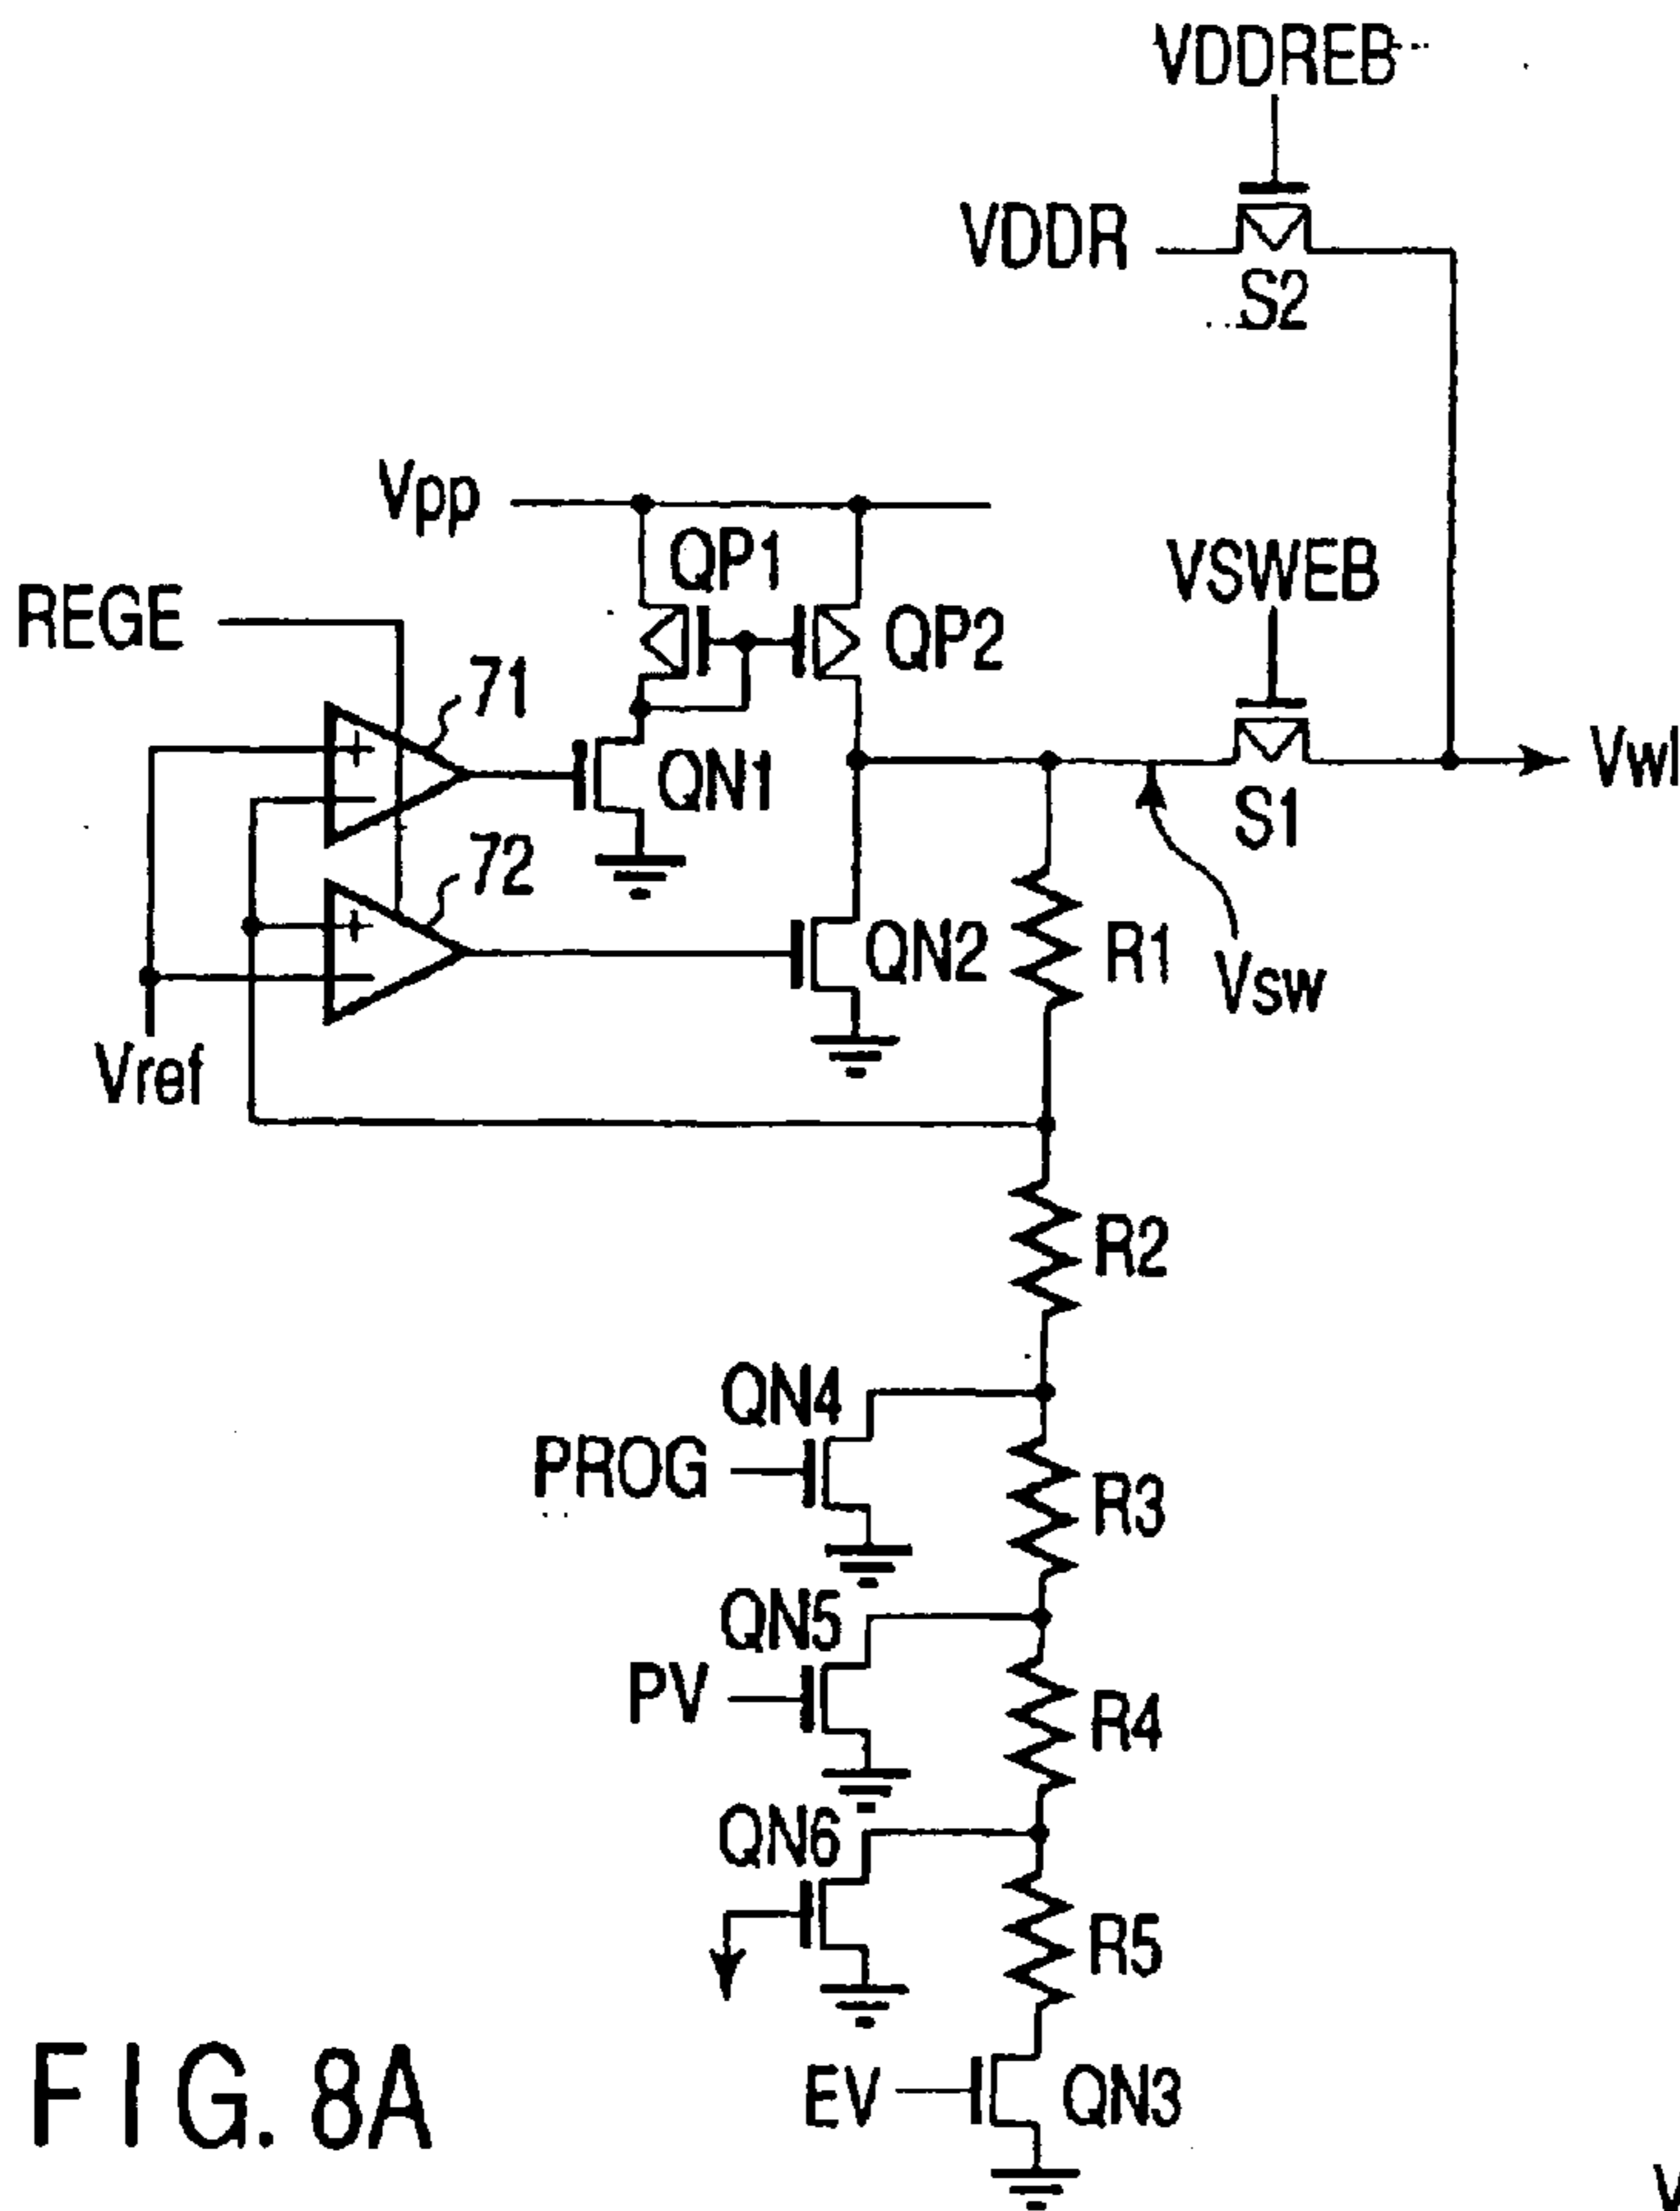 VDDREB
VDDR
S2
Vpp
QP1
VSWEB
REGE
QP2
71
QN1
Vwl
S1
72
QN2
R1
Vsw
Vref
R2
QN4
PROG
R3
QN5
PV
R4
QN6
R5
EV
QN3
FIG. 8A